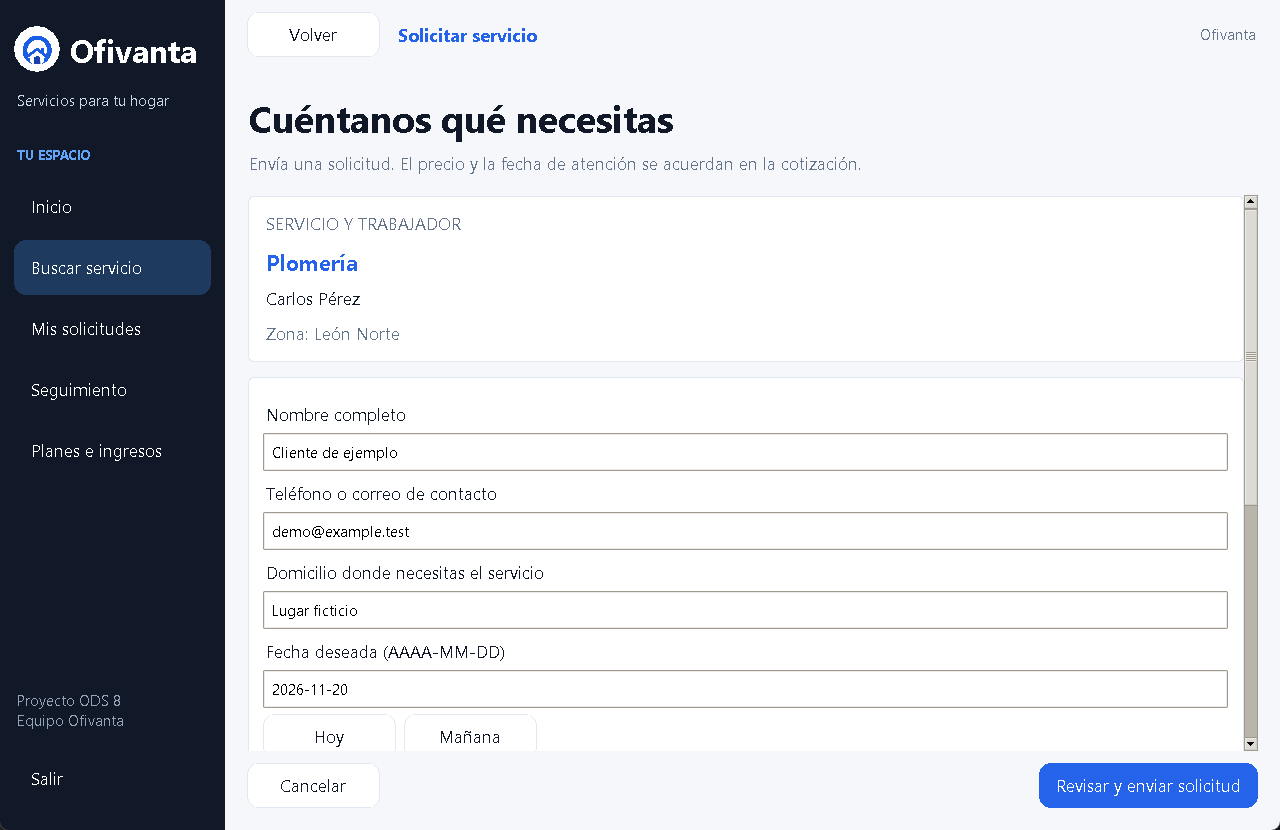 Ofivanta
Servicios para tu hogar
TU ESPACIO
Inicio
Buscar servicio
Mis solicitudes
Seguimiento
Planes e ingresos
Proyecto ODS 8
Equipo Ofivanta
Salir
Volver
Solicitar servicio
Ofivanta
Cuéntanos qué necesitas
Envía una solicitud. El precio y la fecha de atención se acuerdan en la cotización.
SERVICIO Y TRABAJADOR
Plomería
Carlos Pérez
Zona: León Norte
Nombre completo
Cliente de ejemplo
Teléfono o correo de contacto
demo@example.test
Domicilio donde necesitas el servicio
Lugar ficticio
Fecha deseada (AAAA-MM-DD)
2026-11-20
Hoy
Mañana
Cancelar
Revisar y enviar solicitud